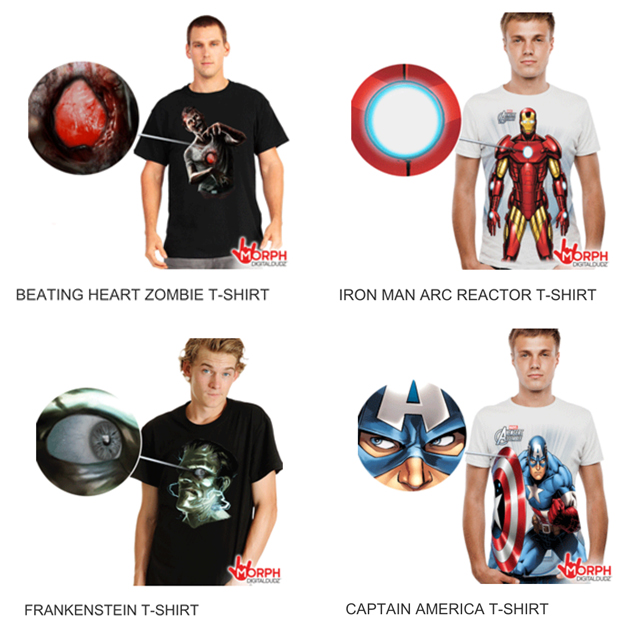 MORPH
DIGITALDUDZ
MORPH
DIGITALDUDZ
BEATING HEART ZOMBIE T-SHIRT
IRON MAN ARC REACTOR T-SHIRT
A
AVENGERS
MORPH
DIGITALDUDZ
MORPH
DIGITALDUDZ
FRANKENSTEIN T-SHIRT
CAPTAIN AMERICA T-SHIRT